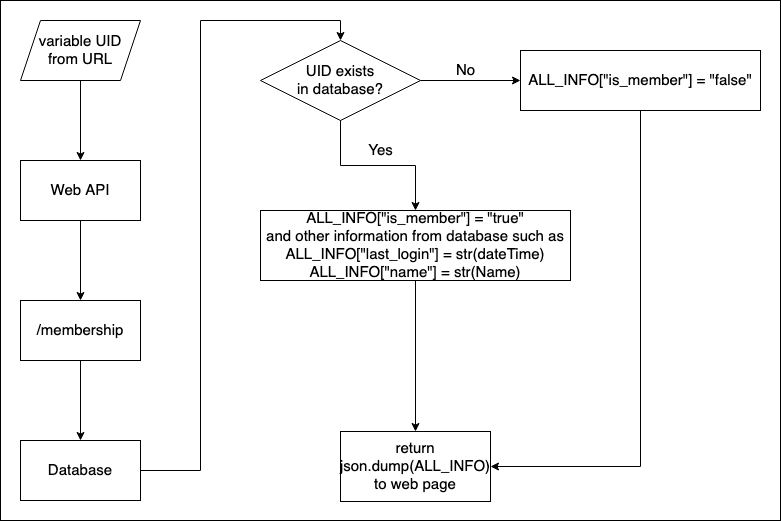 variable UID
from URL
Web API
/membership
Database
UID exists
in database?
No
ALL_INFO["is_member"] = "false"
Yes
ALL_INFO["is_member"] = "true"
and other information from database such as
ALL_INFO["last_login"] = str(dateTime)
ALL_INFO["name"] = str(Name)
return
json.dump(ALL_INFO)
to web page